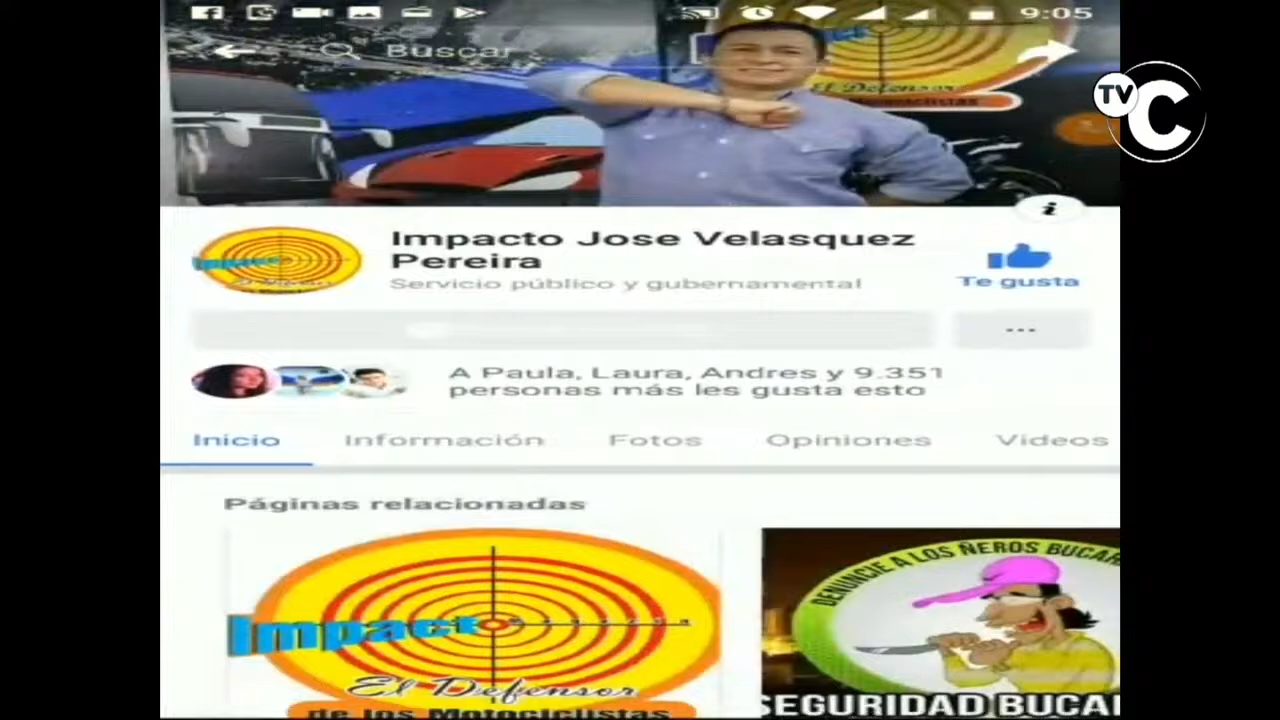 9:05
Buscar
El Defensor
Motociclistas
TV C
Impacto Jose Velasquez
Pereira
Servicio público y gubernamental
Te gusta
A Paula, Laura, Andres y 9.351
personas más les gusta esto
Inicio Información Fotos Opiniones Videos
Páginas relacionadas
Impacto
El Defensor
de los Motociclistas
DENUNCIE A LOS ÑEROS BUCAR
SEGURIDAD BUCAR